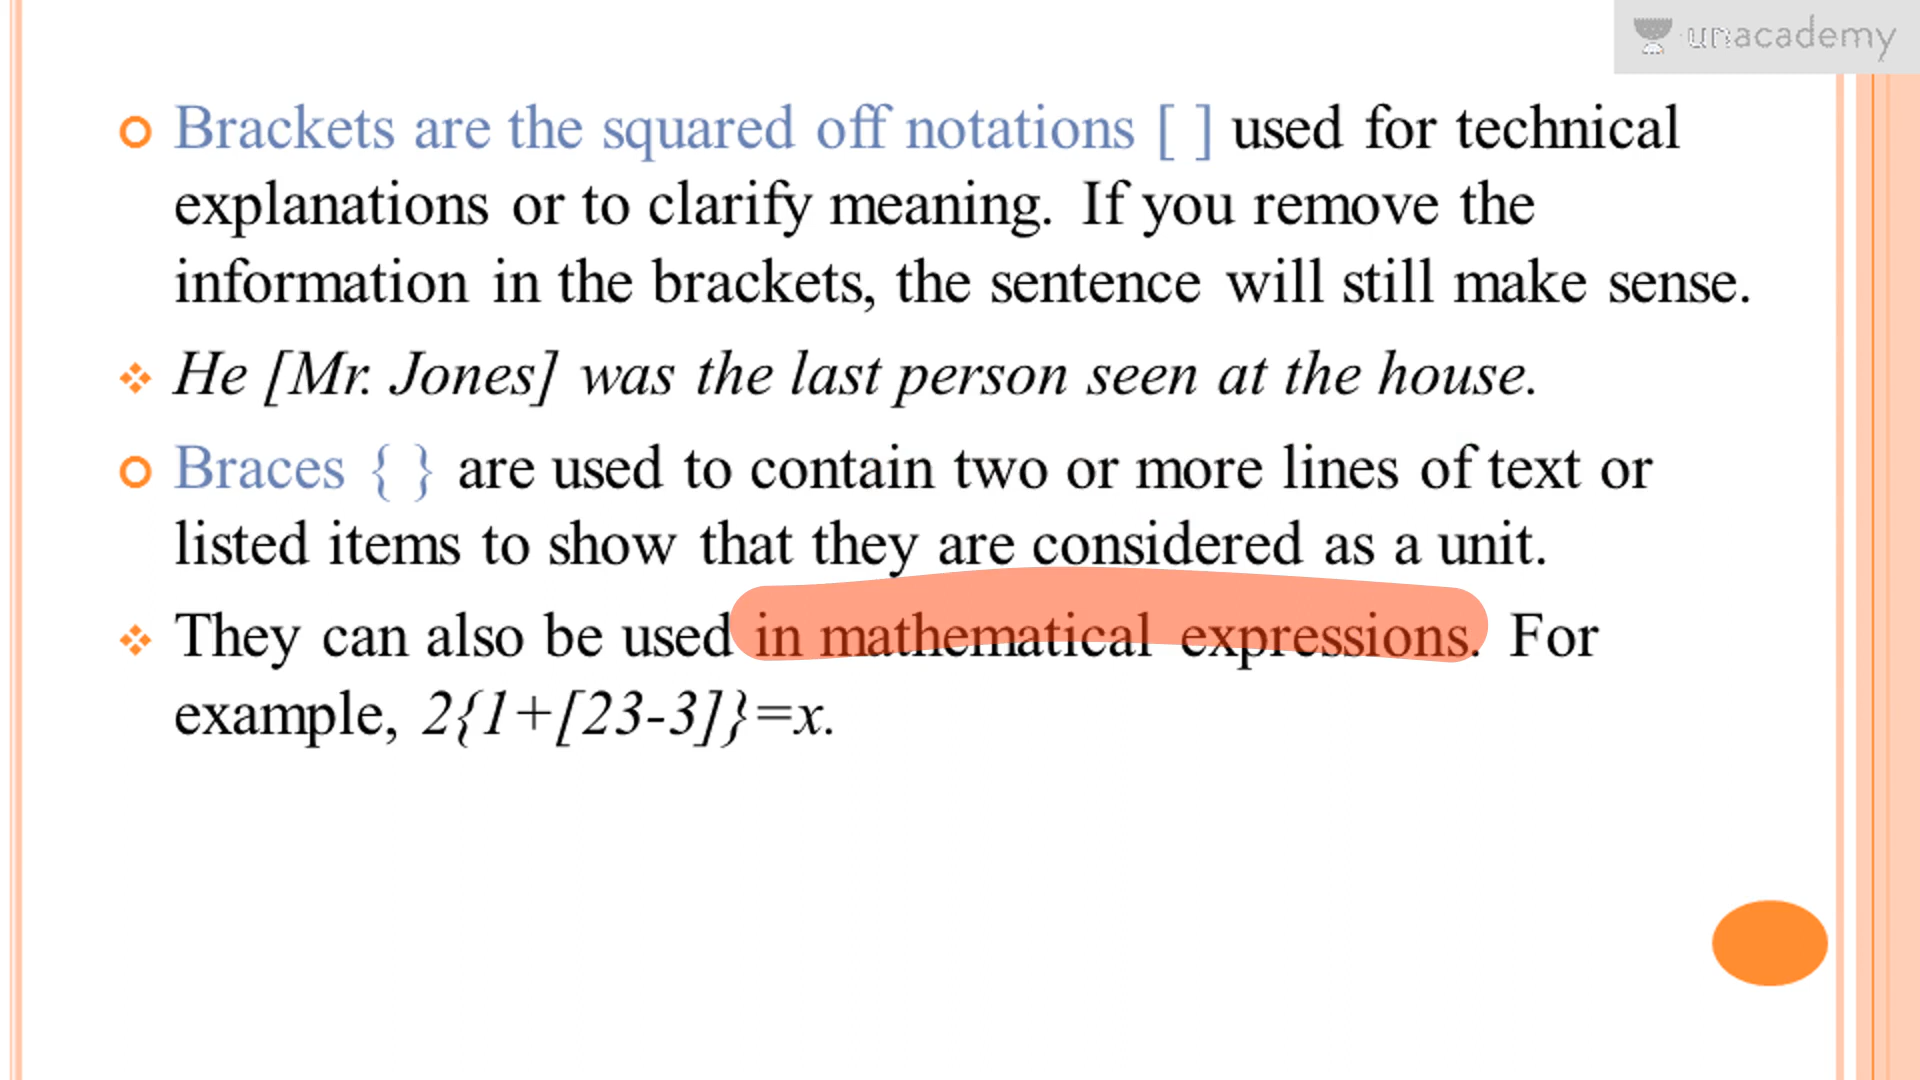 unacademy
Brackets are the squared off notations [ ] used for technical
explanations or to clarify meaning. If you remove the
information in the brackets, the sentence will still make sense.
He [Mr. Jones] was the last person seen at the house.
Braces { } are used to contain two or more lines of text or
listed items to show that they are considered as a unit.
They can also be used in mathematical expressions. For
example, 2{1+[23-3]}=x.